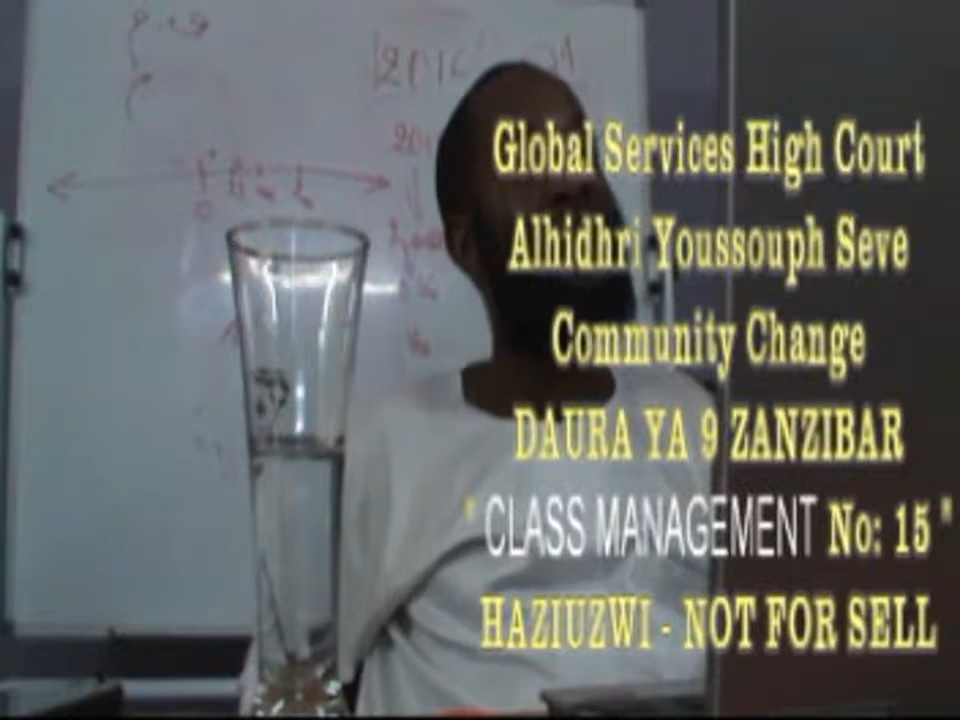 Global Services High Court
Alhidhri Youssouph Seve
Community Change
DAURA YA 9 ZANZIBAR
" CLASS MANAGEMENT No: 15 "
HAZIUZWI - NOT FOR SELL